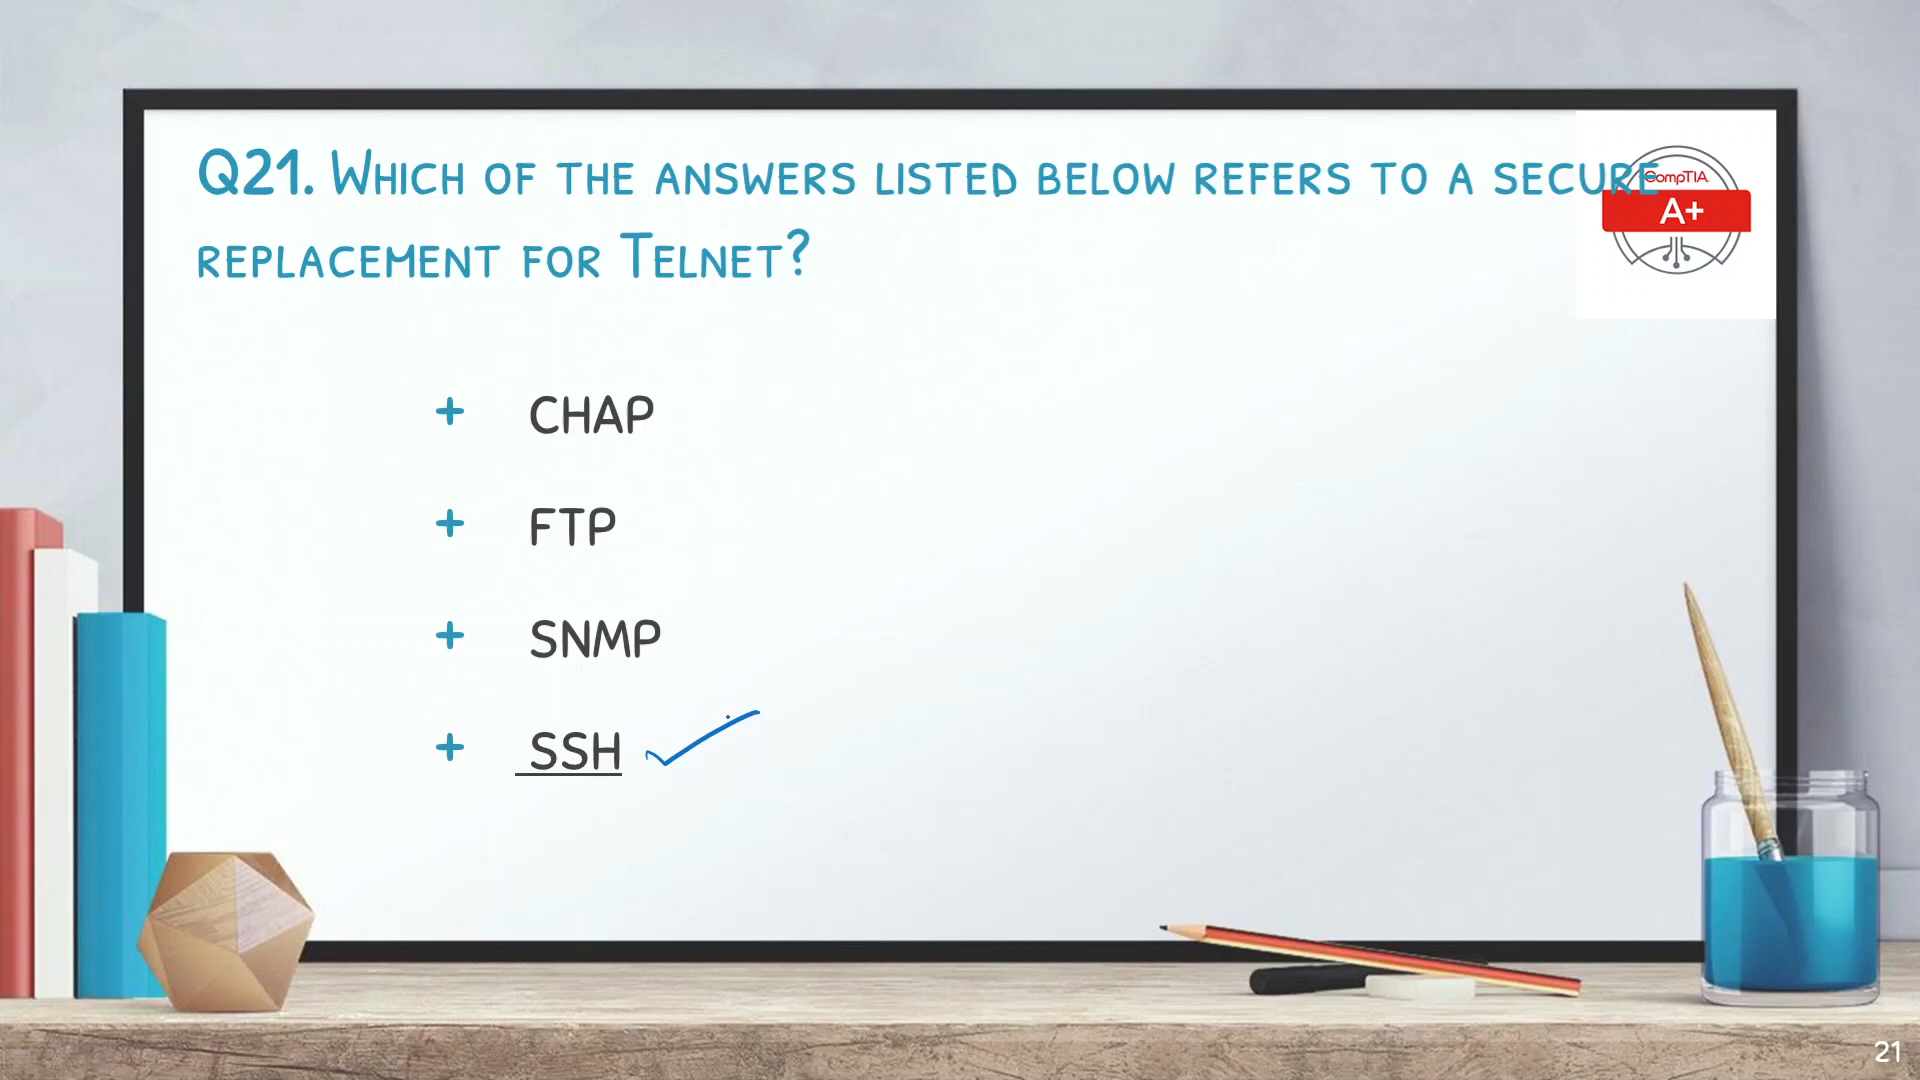 Q21. Which of the answers listed below refers to a secure
replacement for Telnet?
CompTIA
A+
+ CHAP
+ FTP
+ SNMP
+ SSH
21